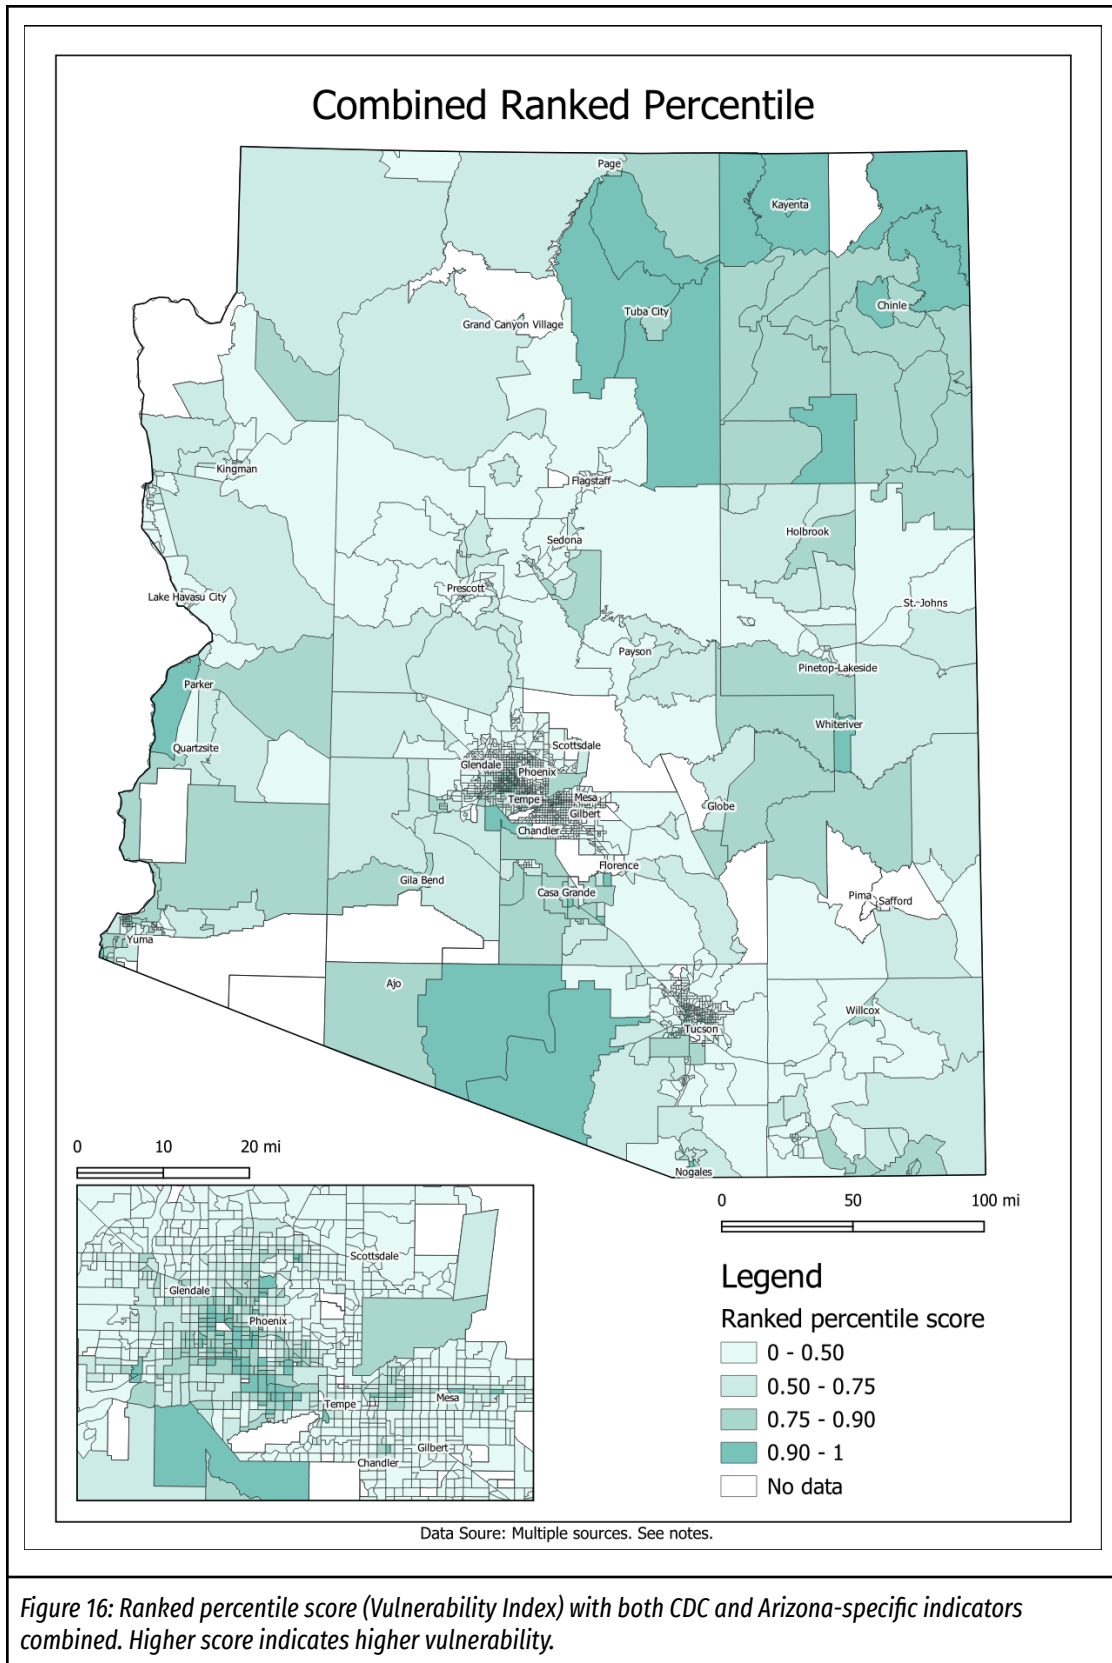 Combined Ranked Percentile
Page
Kayenta
Chinle
Tuba City
Grand Canyon Village
Kingman
Flagstaff
Holbrook
Sedona
Prescott
Lake Havasu City
St. Johns
Payson
Pinetop-Lakeside
Parker
Whiteriver
Quartzsite
Scottsdale
Glendale
Phoenix
Tempe
Mesa
Gilbert
Globe
Chandler
Florence
Gila Bend
Casa Grande
Pima
Safford
Yuma
Ajo
Willcox
Tucson
Nogales
0 10 20 mi
0 50 100 mi
Scottsdale
Glendale
Phoenix
Tempe
Mesa
Gilbert
Chandler
Legend
Ranked percentile score
0 - 0.50
0.50 - 0.75
0.75 - 0.90
0.90 - 1
No data
Data Soure: Multiple sources. See notes.
Figure 16: Ranked percentile score (Vulnerability Index) with both CDC and Arizona-specific indicators
combined. Higher score indicates higher vulnerability.